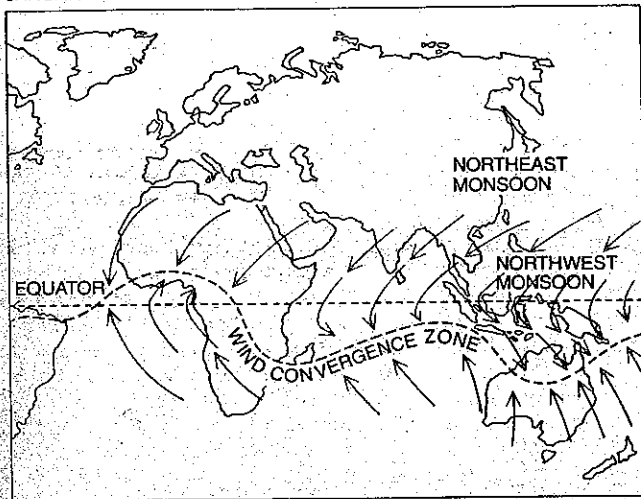 NORTHEAST
MONSOON
NORTHWEST
MONSOON
EQUATOR
WIND CONVERGENCE ZONE